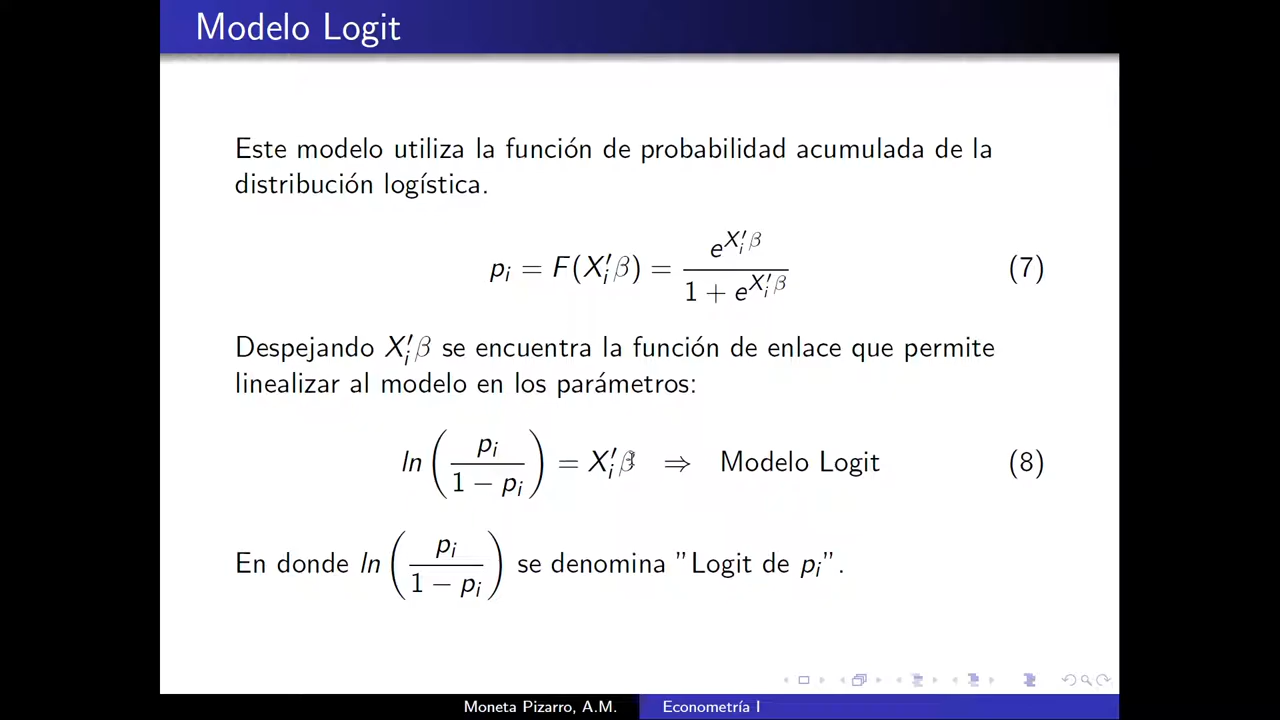 Modelo Logit
Este modelo utiliza la función de probabilidad acumulada de la
distribución logística.
p_i = F(X_i'β) = \frac{e^{X_i'β}}{1 + e^{X_i'β}} (7)
Despejando X_i'β se encuentra la función de enlace que permite
linealizar al modelo en los parámetros:
ln(\frac{p_i}{1 − p_i}) = X_i'β ⇒ Modelo Logit (8)
En donde ln(\frac{p_i}{1 − p_i}) se denomina ”Logit de p_i”.
Moneta Pizarro, A.M. Econometría I